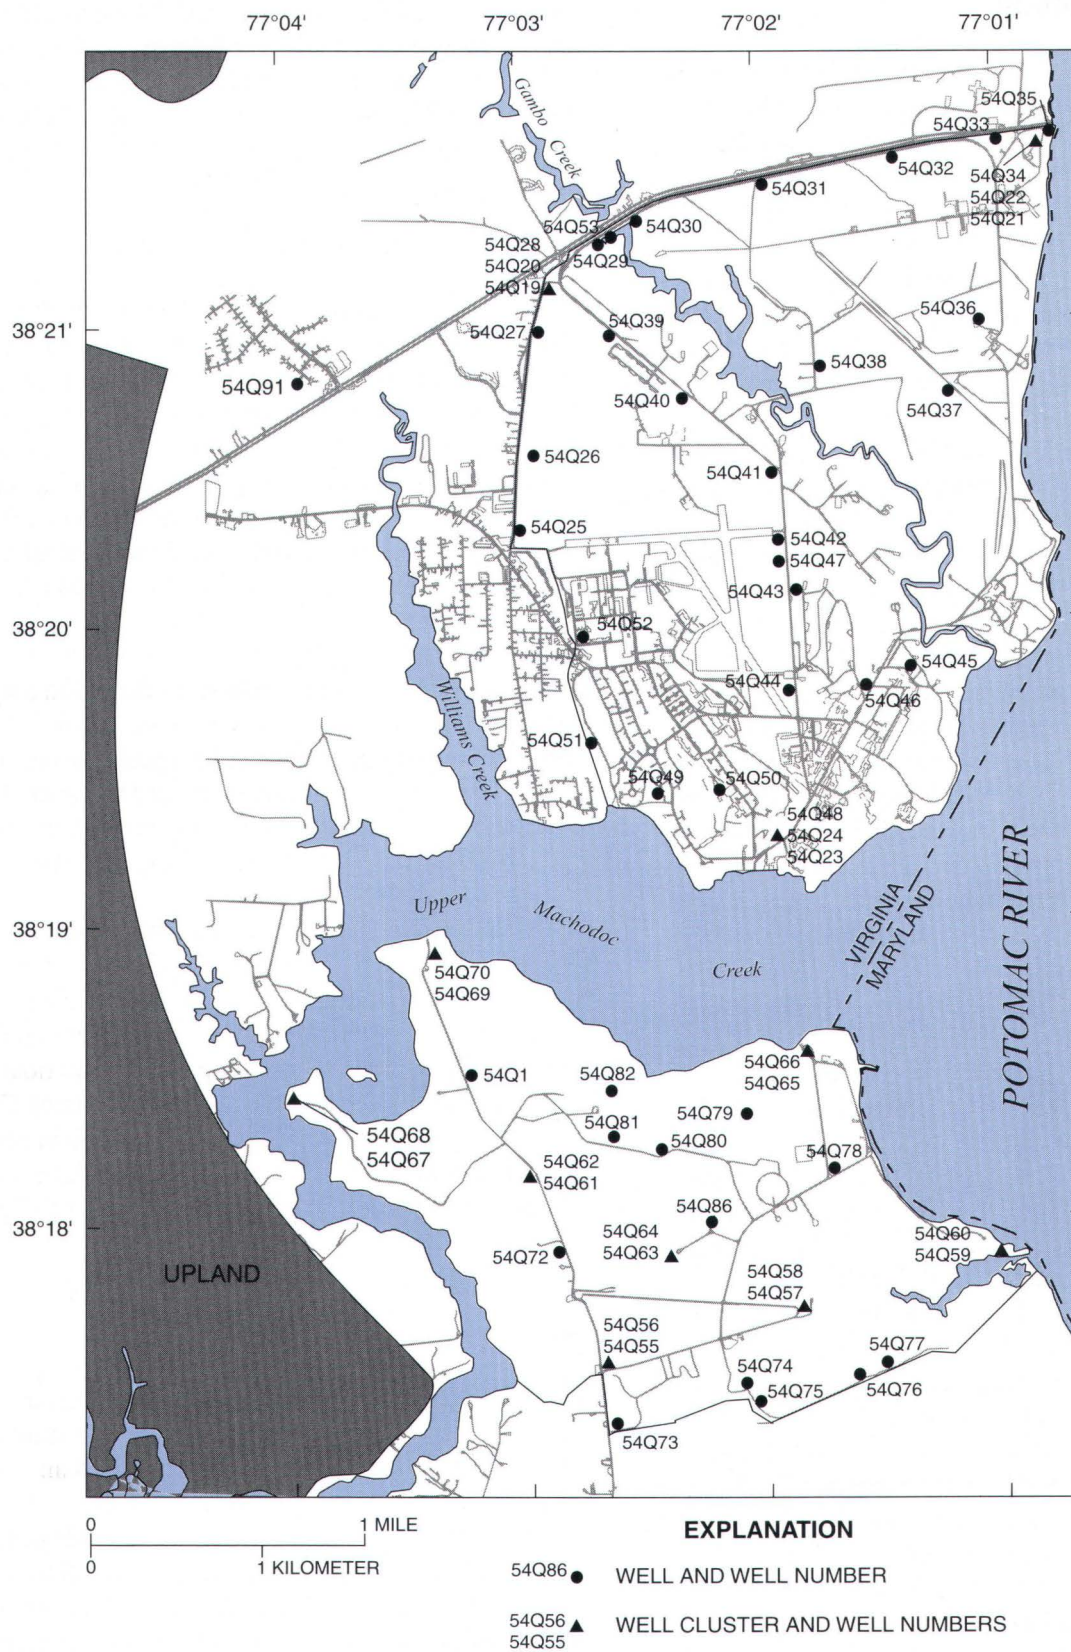 77°04' 77°03' 77°02' 77°01'
Gambo Creek
54Q35
54Q33
54Q32
54Q34
54Q22
54Q21
54Q31
54Q53
54Q30
54Q28
54Q20
54Q29
54Q19
38°21'
54Q27
54Q39
54Q36
54Q38
54Q91
54Q40
54Q37
54Q26
54Q41
54Q25
54Q42
54Q47
54Q43
38°20'
54Q52
54Q45
54Q44
54Q46
Williams Creek
54Q51
54Q49
54Q50
54Q48
54Q24
54Q23
Upper Machodoc Creek
38°19'
VIRGINIA
MARYLAND
POTOMAC RIVER
54Q70
54Q69
54Q66
54Q65
54Q1
54Q82
54Q79
54Q81
54Q80
54Q68
54Q67
54Q62
54Q61
54Q78
54Q86
38°18'
54Q64
54Q63
54Q60
54Q59
54Q72
UPLAND
54Q58
54Q57
54Q56
54Q55
54Q77
54Q74
54Q75
54Q76
54Q73
0 1 MILE
0 1 KILOMETER
EXPLANATION
54Q86 WELL AND WELL NUMBER
54Q56 WELL CLUSTER AND WELL NUMBERS
54Q55